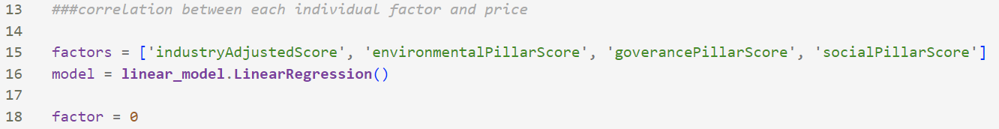 13 ###correlation between each individual factor and price
14
15 factors = ['industryAdjustedScore', 'environmentalPillarScore', 'goverancePillarScore', 'socialPillarScore']
16 model = linear_model.LinearRegression()
17
18 factor = 0